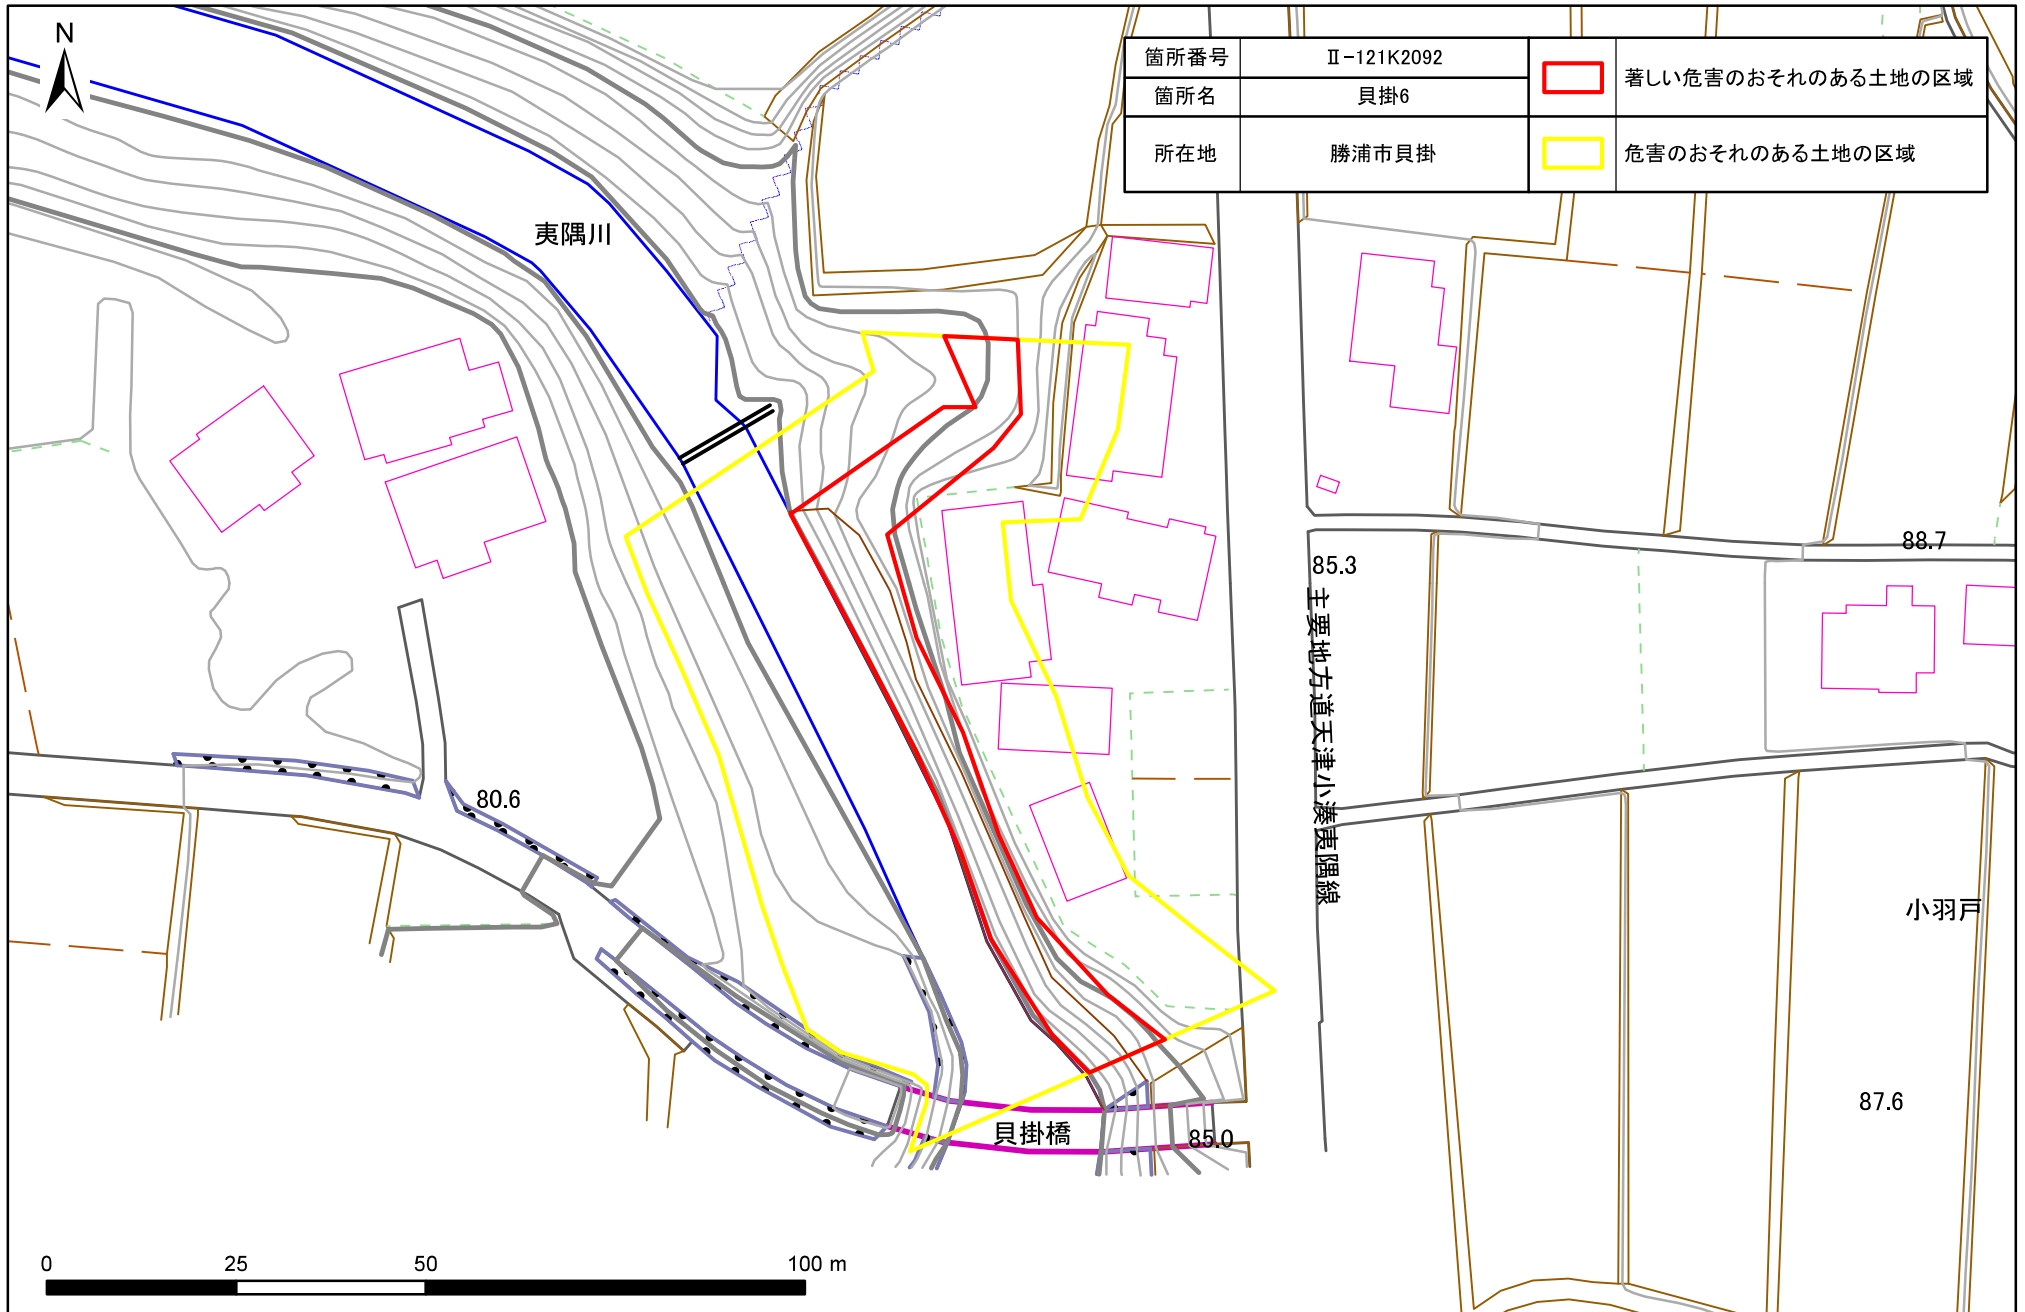 N
箇所番号 Ⅱ-121K2092
箇所名 貝掛6
所在地 勝浦市貝掛
著しい危害のおそれのある土地の区域
危害のおそれのある土地の区域
夷隅川
88.7
85.3
主要地方道天津小湊夷隅線
80.6
小羽戸
87.6
貝掛橋
85.0
0 25 50 100 m